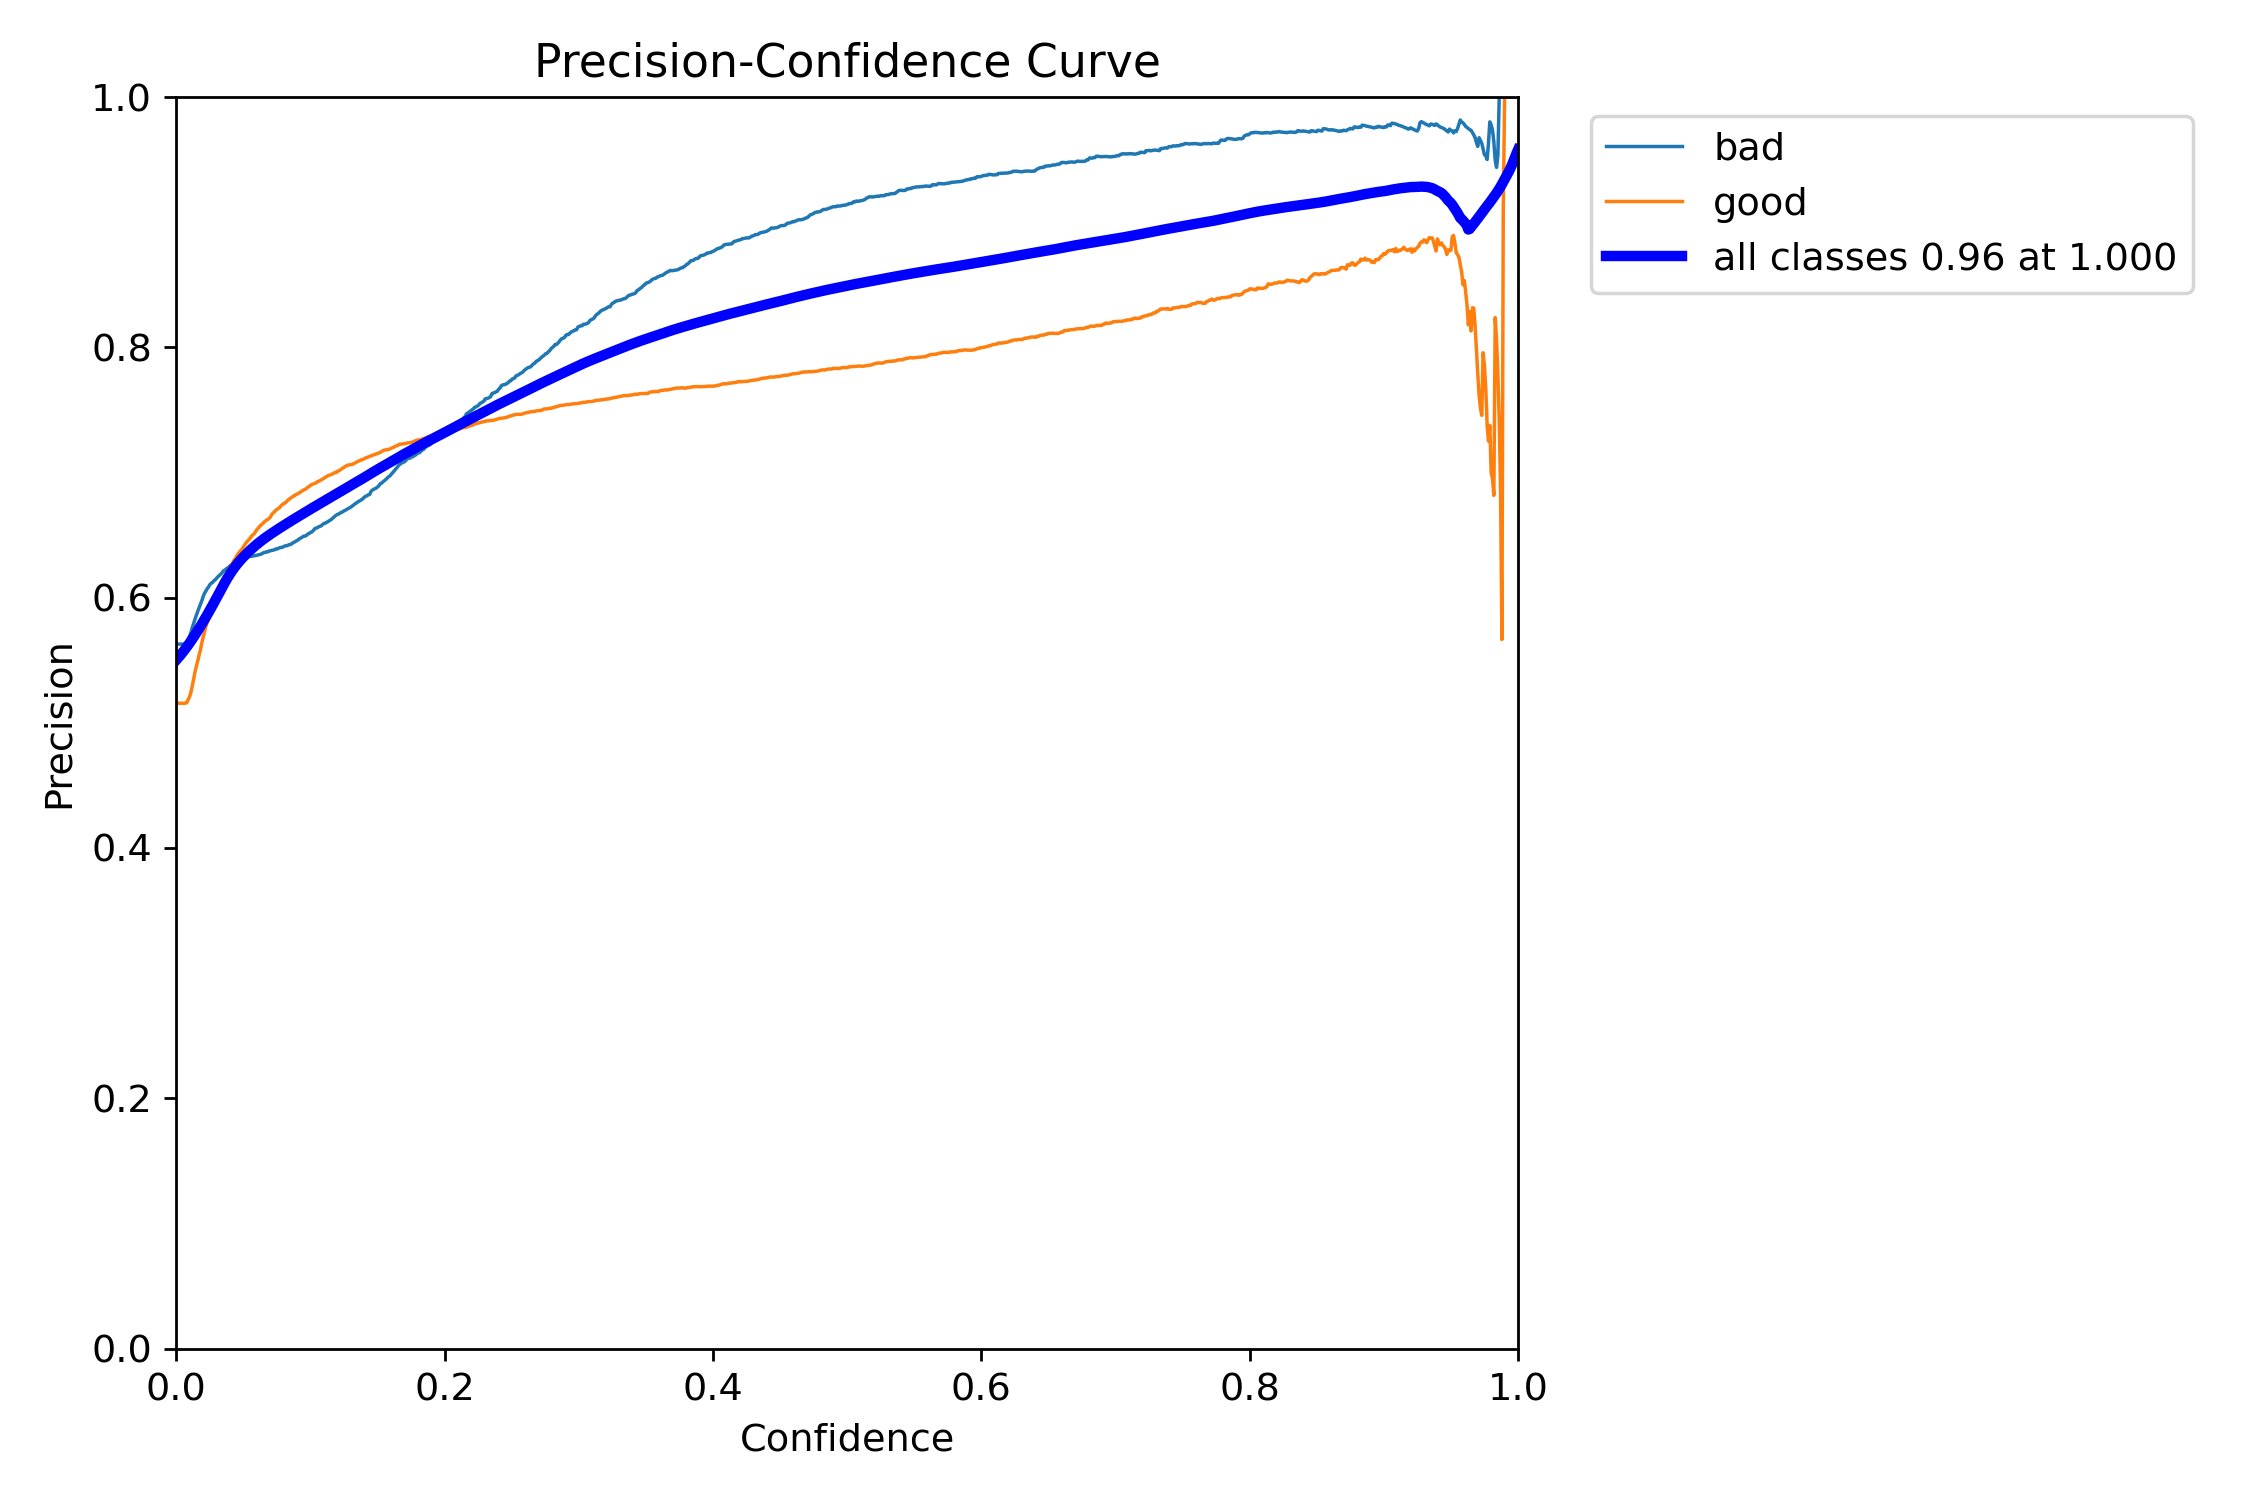 Precision-Confidence Curve
1.0
0.8
0.6
0.4
0.2
0.0
Precision
0.0 0.2 0.4 0.6 0.8 1.0
Confidence
bad
good
all classes 0.96 at 1.000